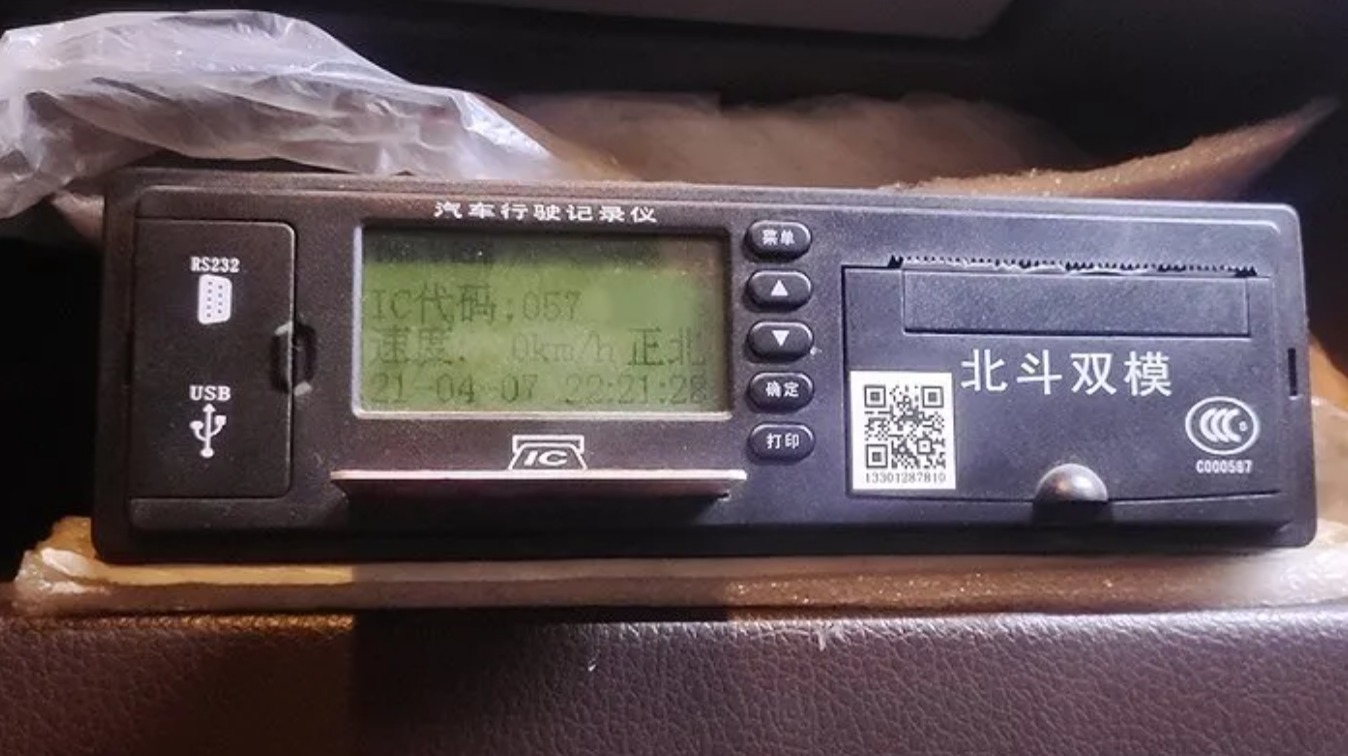 汽车行驶记录仪
RS232
USB
IC代码:057
速度: 0km/h 正北
21-04-07 22:21:28
IC
菜单
▲
▼
确定
打印
北斗双模
13301287810
CCC
S
C000587